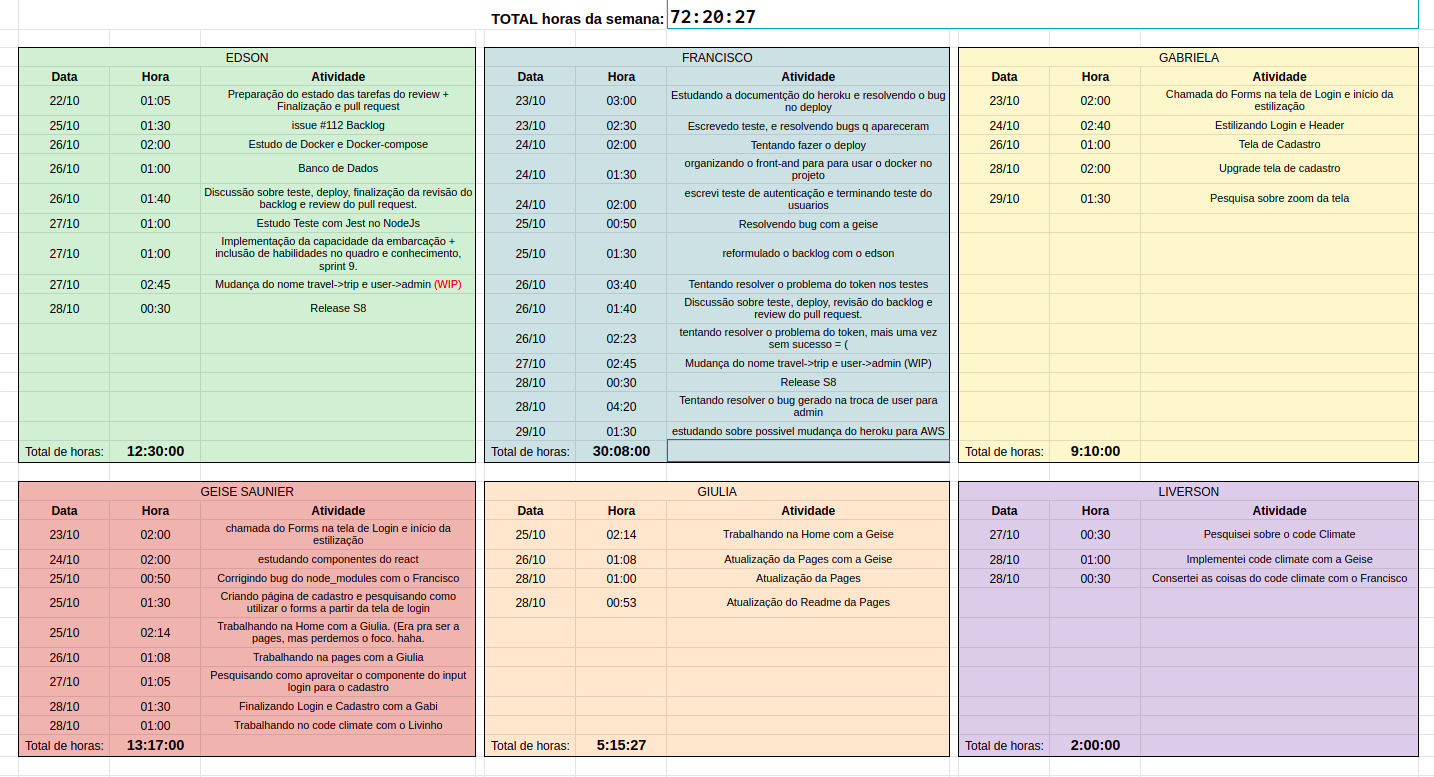 TOTAL horas da semana: 72:20:27
EDSON
Data Hora Atividade
22/10 01:05 Preparação do estado das tarefas do review +
Finalização e pull request
25/10 01:30 issue #112 Backlog
26/10 02:00 Estudo de Docker e Docker-compose
26/10 01:00 Banco de Dados
26/10 01:40 Discussão sobre teste, deploy, finalização da revisão do
backlog e review do pull request.
27/10 01:00 Estudo Teste com Jest no NodeJs
27/10 01:00 Implementação da capacidade da embarcação +
inclusão de habilidades no quadro e conhecimento,
sprint 9.
27/10 02:45 Mudança do nome travel->trip e user->admin (WIP)
28/10 00:30 Release S8
Total de horas: 12:30:00
FRANCISCO
Data Hora Atividade
23/10 03:00 Estudando a documentção do heroku e resolvendo o bug
no deploy
23/10 02:30 Escrevedo teste, e resolvendo bugs q apareceram
24/10 02:00 Tentando fazer o deploy
24/10 01:30 organizando o front-and para para usar o docker no
projeto
24/10 02:00 escrevi teste de autenticação e terminando teste do
usuarios
25/10 00:50 Resolvendo bug com a geise
25/10 01:30 reformulado o backlog com o edson
26/10 03:40 Tentando resolver o problema do token nos testes
26/10 01:40 Discussão sobre teste, deploy, revisão do backlog e
review do pull request.
26/10 02:23 tentando resolver o problema do token, mais uma vez
sem sucesso = (
27/10 02:45 Mudança do nome travel->trip e user->admin (WIP)
28/10 00:30 Release S8
28/10 04:20 Tentando resolver o bug gerado na troca de user para
admin
29/10 01:30 estudando sobre possivel mudança do heroku para AWS
Total de horas: 30:08:00
GABRIELA
Data Hora Atividade
23/10 02:00 Chamada do Forms na tela de Login e início da
estilização
24/10 02:40 Estilizando Login e Header
26/10 01:00 Tela de Cadastro
28/10 02:00 Upgrade tela de cadastro
29/10 01:30 Pesquisa sobre zoom da tela
Total de horas: 9:10:00
GEISE SAUNIER
Data Hora Atividade
23/10 02:00 chamada do Forms na tela de Login e início da
estilização
24/10 02:00 estudando componentes do react
25/10 00:50 Corrigindo bug do node_modules com o Francisco
25/10 01:30 Criando página de cadastro e pesquisando como
utilizar o forms a partir da tela de login
25/10 02:14 Trabalhando na Home com a Giulia. (Era pra ser a
pages, mas perdemos o foco. haha.
26/10 01:08 Trabalhando na pages com a Giulia
27/10 01:05 Pesquisando como aproveitar o componente do input
login para o cadastro
28/10 01:30 Finalizando Login e Cadastro com a Gabi
28/10 01:00 Trabalhando no code climate com o Livinho
Total de horas: 13:17:00
GIULIA
Data Hora Atividade
25/10 02:14 Trabalhando na Home com a Geise
26/10 01:08 Atualização da Pages com a Geise
28/10 01:00 Atualização da Pages
28/10 00:53 Atualização do Readme da Pages
Total de horas: 5:15:27
LIVERSON
Data Hora Atividade
27/10 00:30 Pesquisei sobre o code Climate
28/10 01:00 Implementei code climate com a Geise
28/10 00:30 Consertei as coisas do code climate com o Francisco
Total de horas: 2:00:00